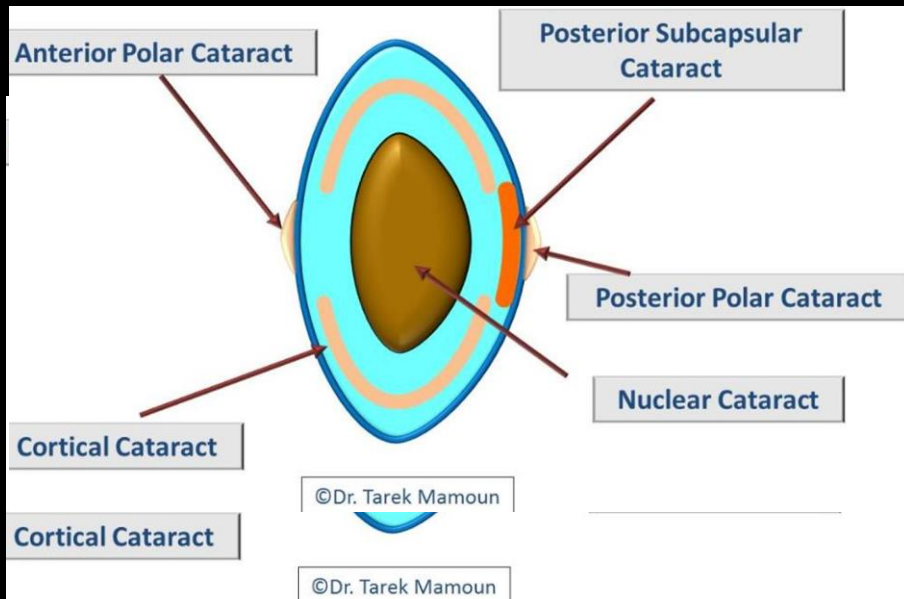 Anterior Polar Cataract
Posterior Subcapsular
Cataract
Posterior Polar Cataract
Nuclear Cataract
Cortical Cataract
©Dr. Tarek Mamoun
Cortical Cataract
©Dr. Tarek Mamoun